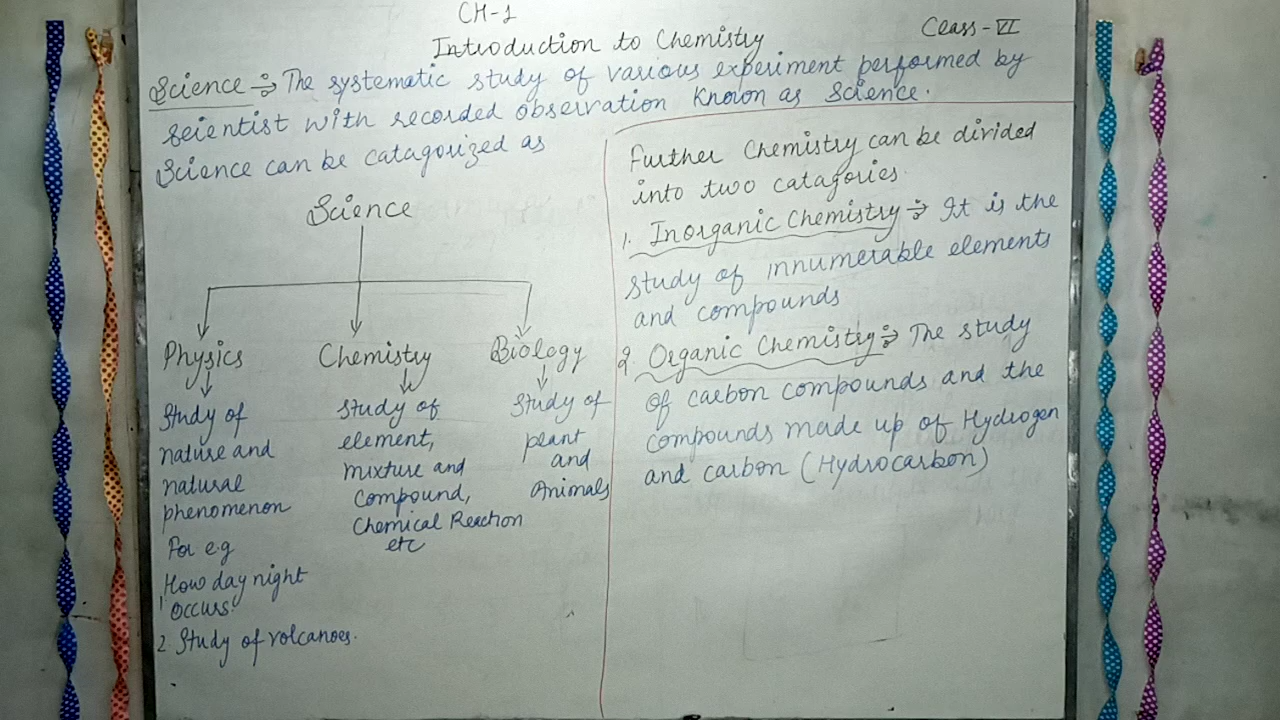 CH-1
Introduction to Chemistry
Class-VI
Science ÷> The systematic study of various experiment performed by
scientist with recorded observation known as science.
Science can be catagorized as
Science
Physics
Study of
nature and
natural
phenomenon
For e.g
1 How day night
occurs.
2 Study of volcanoes.
Chemistry
Study of
element,
mixture and
compound,
Chemical Reaction
etc
Biology
Study of
plant
and
Animals
Further Chemistry can be divided
into two catagories.
1. Inorganic Chemistry ÷> It is the
study of innumerable elements
and compounds
2. Organic Chemistry ÷> The study
of carbon compounds and the
compounds made up of Hydrogen
and carbon (Hydrocarbon)